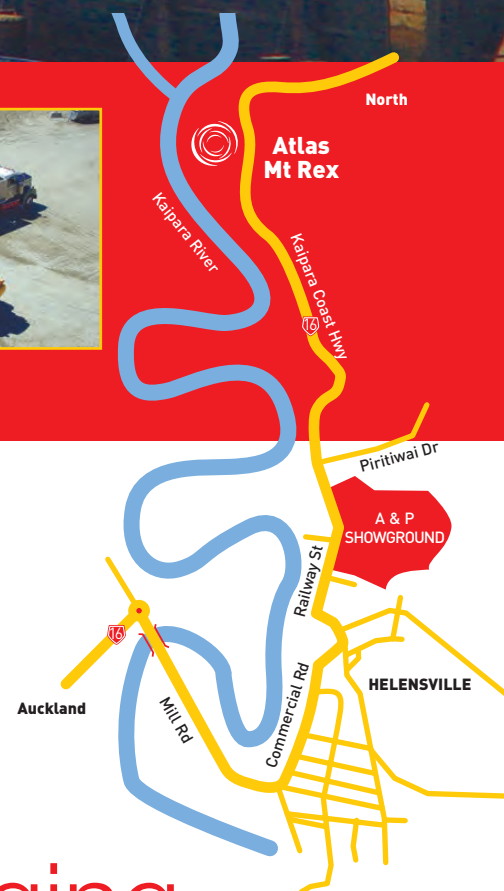 North
Atlas
Mt Rex
Kaipara River
Kaipara Coast Hwy
16
Piritiwai Dr
A & P
SHOWGROUND
Railway St
16
HELENSVILLE
Commercial Rd
Auckland
Mill Rd